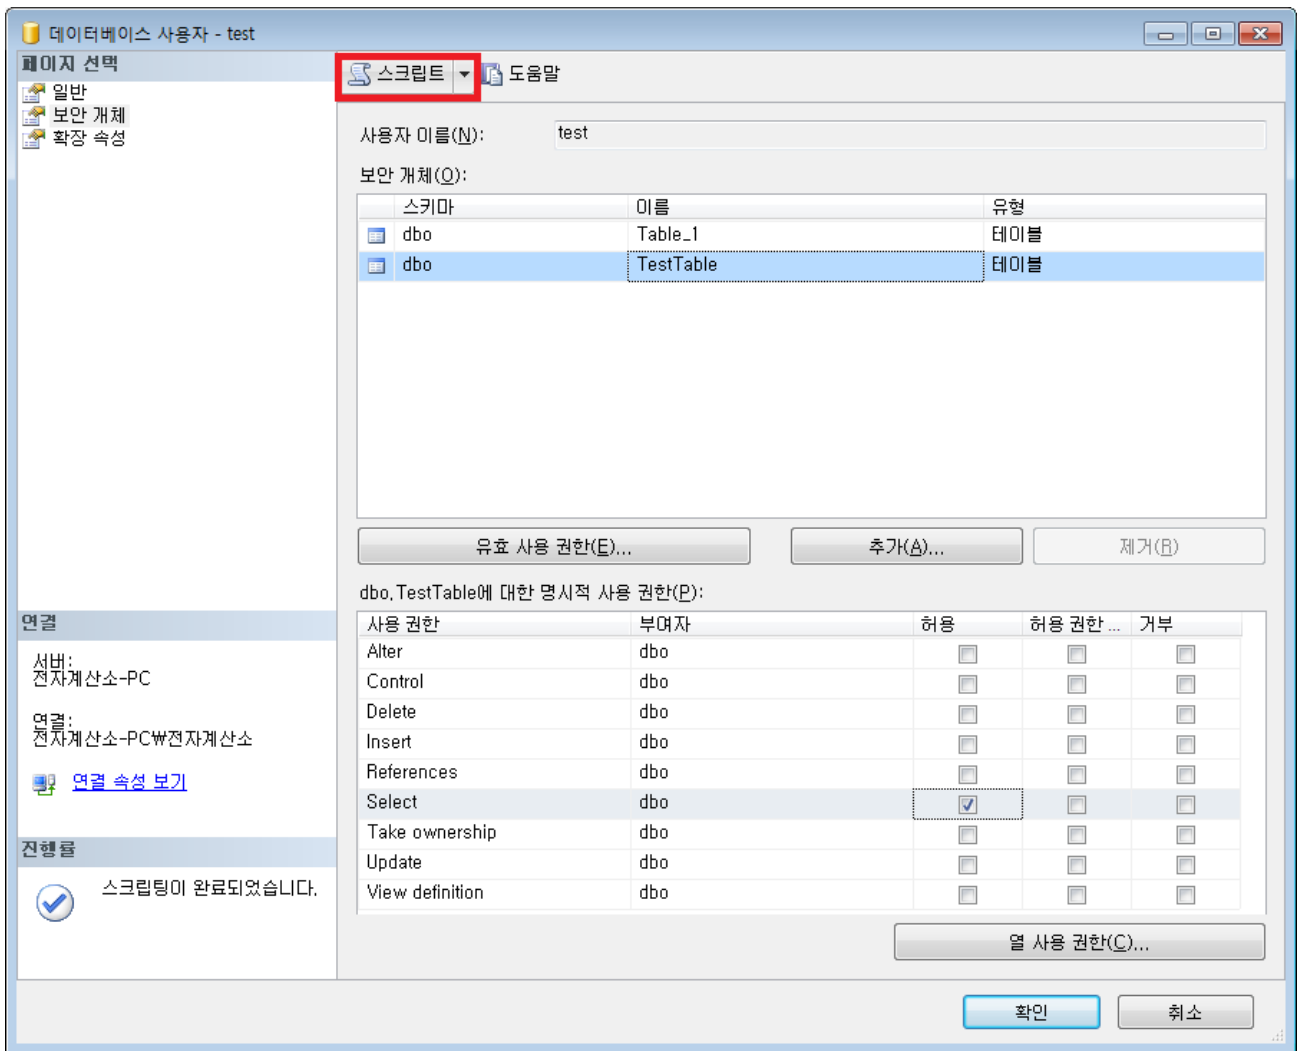 데이터베이스 사용자 - test
페이지 선택
일반
보안 개체
확장 속성
스크립트 도움말
사용자 이름(N): test
보안 개체(O):
스키마 이름 유형
dbo Table_1 테이블
dbo TestTable 테이블
유효 사용 권한(E)... 추가(A)... 제거(R)
dbo.TestTable에 대한 명시적 사용 권한(P):
사용 권한 부여자 허용 허용 권한 ... 거부
Alter dbo
Control dbo
Delete dbo
Insert dbo
References dbo
Select dbo
Take ownership dbo
Update dbo
View definition dbo
열 사용 권한(C)...
연결
서버:
전자계산소-PC
연결:
전자계산소-PC₩전자계산소
연결 속성 보기
진행률
스크립팅이 완료되었습니다.
확인 취소